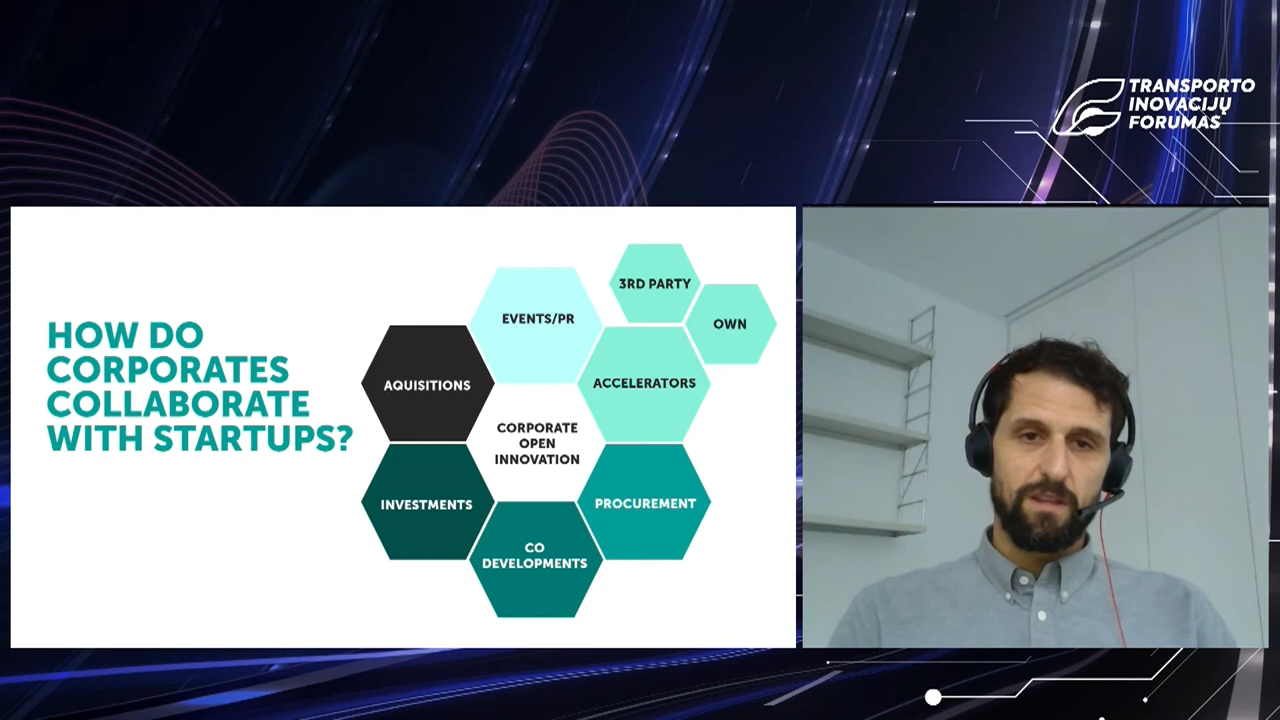 TRANSPORTO
INOVACIJŲ
FORUMAS
HOW DO
CORPORATES
COLLABORATE
WITH STARTUPS?
3RD PARTY
OWN
EVENTS/PR
ACCELERATORS
AQUISITIONS
CORPORATE
OPEN
INNOVATION
INVESTMENTS
PROCUREMENT
CO
DEVELOPMENTS